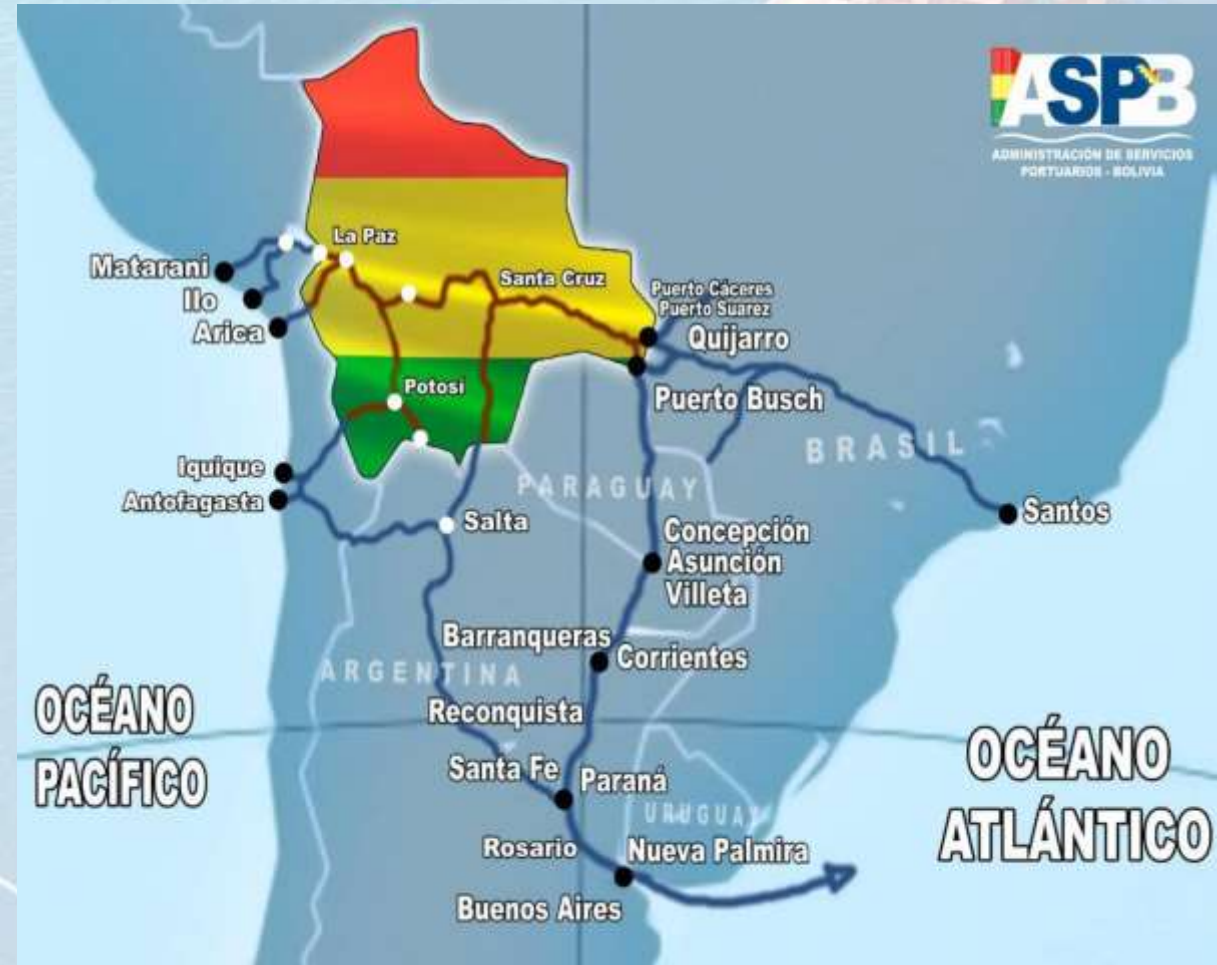 ASPB
ADMINISTRACIÓN DE SERVICIOS
PORTUARIOS - BOLIVIA
La Paz
Matarani
Ilo
Arica
Santa Cruz
Puerto Cáceres
Puerto Suarez
Quijarro
Puerto Busch
Potosí
BRASIL
Iquique
Antofagasta
PARAGUAY
Salta
Santos
Concepción
Asunción
Villeta
Barranqueras
Corrientes
ARGENTINA
Reconquista
OCÉANO
PACÍFICO
OCÉANO
ATLÁNTICO
Santa Fe
Paraná
URUGUAY
Rosario
Nueva Palmira
Buenos Aires